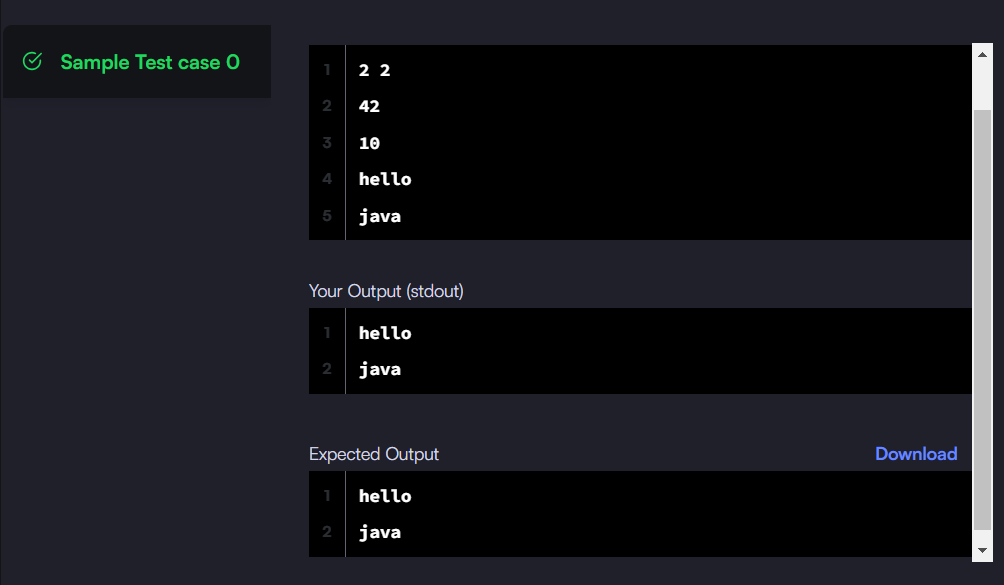 Sample Test case 0
1 2 2
2 42
3 10
4 hello
5 java
Your Output (stdout)
1 hello
2 java
Expected Output Download
1 hello
2 java